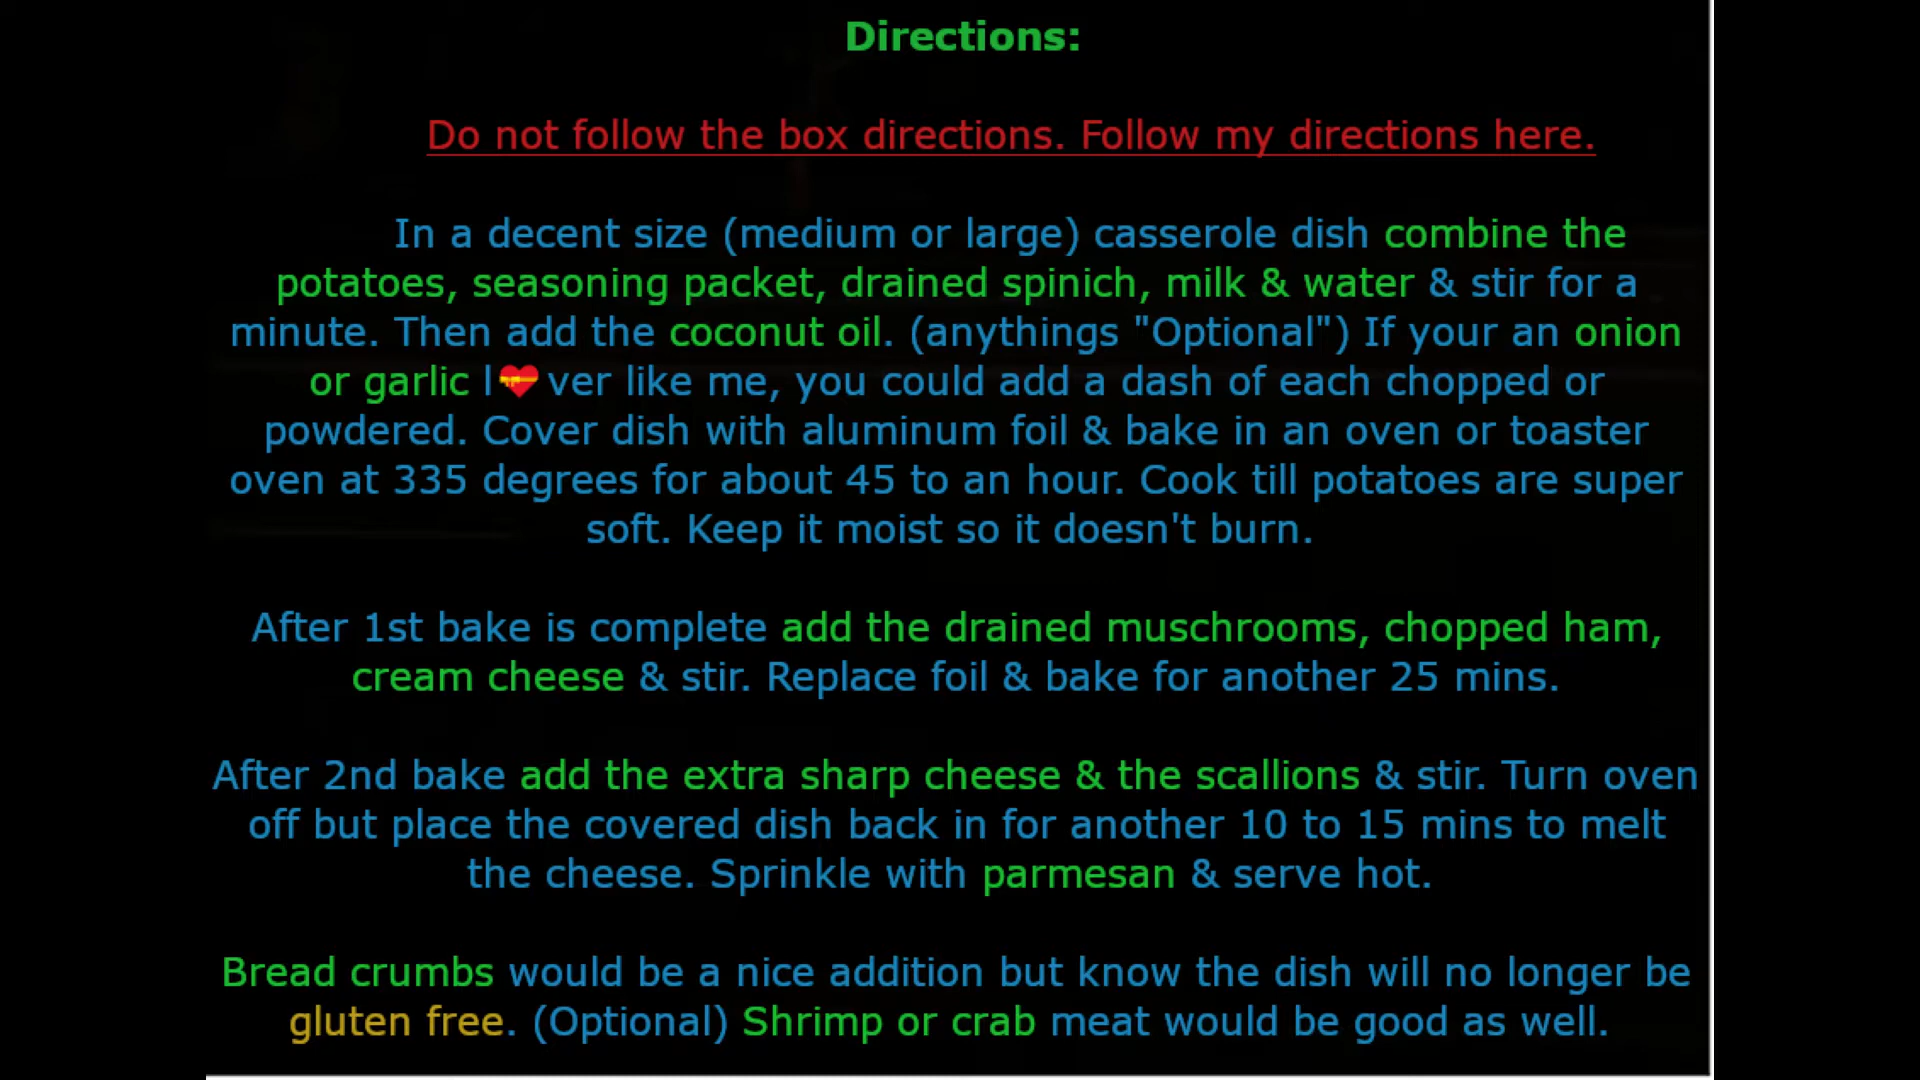 Directions:
Do not follow the box directions. Follow my directions here.
In a decent size (medium or large) casserole dish combine the
potatoes, seasoning packet, drained spinich, milk & water & stir for a
minute. Then add the coconut oil. (anythings "Optional") If your an onion
or garlic l💝ver like me, you could add a dash of each chopped or
powdered. Cover dish with aluminum foil & bake in an oven or toaster
oven at 335 degrees for about 45 to an hour. Cook till potatoes are super
soft. Keep it moist so it doesn't burn.
After 1st bake is complete add the drained muschrooms, chopped ham,
cream cheese & stir. Replace foil & bake for another 25 mins.
After 2nd bake add the extra sharp cheese & the scallions & stir. Turn oven
off but place the covered dish back in for another 10 to 15 mins to melt
the cheese. Sprinkle with parmesan & serve hot.
Bread crumbs would be a nice addition but know the dish will no longer be
gluten free. (Optional) Shrimp or crab meat would be good as well.